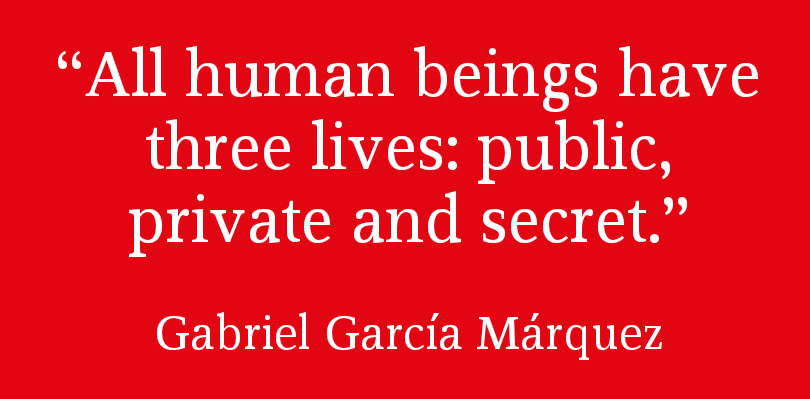 “All human beings have
three lives: public,
private and secret.”
Gabriel García Márquez